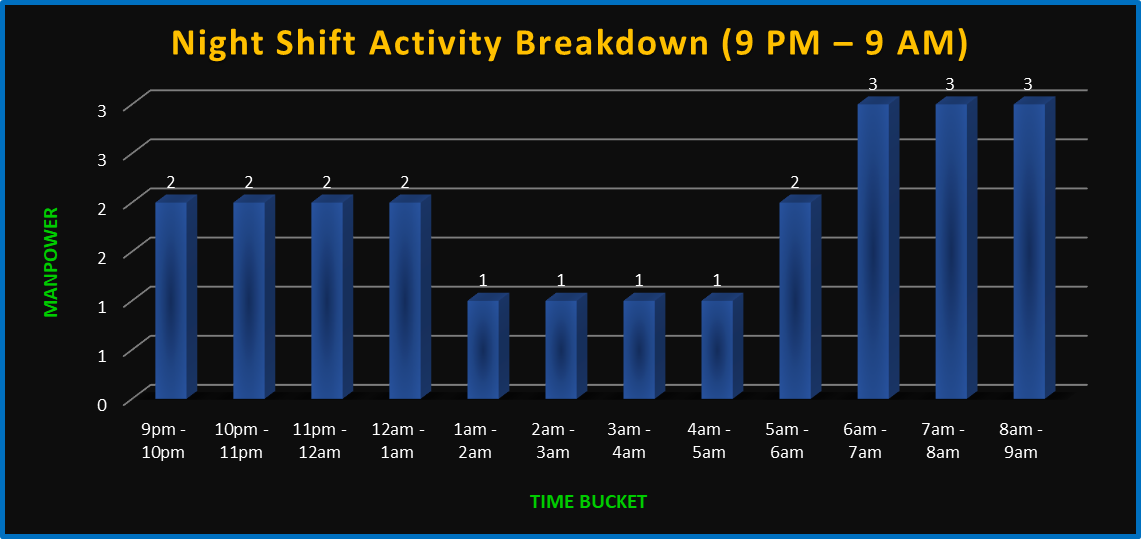 Night Shift Activity Breakdown (9 PM – 9 AM)
3
3
2
2
1
1
0
MANPOWER
2
2
2
2
1
1
1
1
2
3
3
3
9pm -
10pm
10pm -
11pm
11pm -
12am
12am -
1am
1am -
2am
2am -
3am
3am -
4am
4am -
5am
5am -
6am
6am -
7am
7am -
8am
8am -
9am
TIME BUCKET